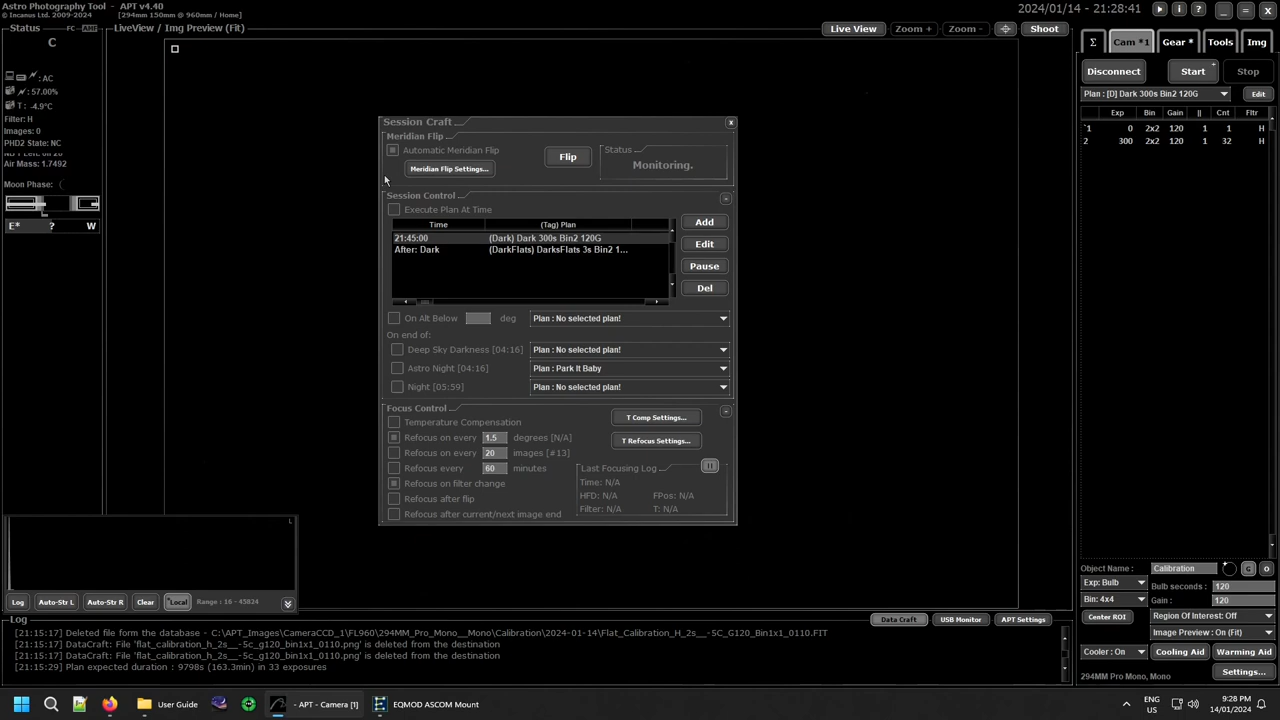 Astro Photography Tool - APT v4.40
© Incanus Ltd. 2009-2024
[294mm 150mm @ 960mm / Home]
2024/01/14 - 21:28:41
Status
FC
AHF
LiveView / Img Preview (Fit)
Live View
Zoom +
Zoom -
Shoot
C
: AC
: 57.00%
T : -4.9°C
Filter: H
Images: 0
PHD2 State: NC
Air Mass: 1.7492
Moon Phase:
E*
?
W
Σ
Cam *1
Gear *
Tools
Img
Disconnect
Start
Stop
Plan : [D] Dark 300s Bin2 120G
Edit
Exp Bin Gain || Cnt Fltr
`1 0 2x2 120 1 1 H
2 300 2x2 120 1 32 H
Session Craft
x
Meridian Flip
Automatic Meridian Flip
Meridian Flip Settings...
Flip
Status
Monitoring.
Session Control
Execute Plan At Time
Time (Tag) Plan
21:45:00 (Dark) Dark 300s Bin2 120G
After: Dark (DarkFlats) DarksFlats 3s Bin2 1...
Add
Edit
Pause
Del
On Alt Below deg Plan : No selected plan!
On end of:
Deep Sky Darkness [04:16] Plan : No selected plan!
Astro Night [04:16] Plan : Park It Baby
Night [05:59] Plan : No selected plan!
Focus Control
Temperature Compensation
T Comp Settings...
Refocus on every 1.5 degrees [N/A]
T Refocus Settings...
Refocus on every 20 images [#13]
Refocus every 60 minutes
Refocus on filter change
Refocus after flip
Refocus after current/next image end
Last Focusing Log
Time: N/A
HFD: N/A FPos: N/A
Filter: N/A T: N/A
L
Log
Auto-Str L
Auto-Str R
Clear
Local
Range : 16 - 45824
Object Name :
Calibration
G
O
Exp: Bulb
Bulb seconds :
120
Bin: 4x4
Gain :
120
Center ROI
Region Of Interest: Off
Image Preview : On (Fit)
Cooler : On
Cooling Aid
Warming Aid
294MM Pro Mono, Mono
Settings...
Log
Data Craft
USB Monitor
APT Settings
[21:15:17] Deleted file form the database - C:\APT_Images\CameraCCD_1\FL960\294MM_Pro_Mono__Mono\Calibration\2024-01-14\Flat_Calibration_H_2s__-5C_G120_Bin1x1_0110.FIT
[21:15:17] DataCraft: File 'flat_calibration_h_2s__-5c_g120_bin1x1_0110.png' is deleted from the destination
[21:15:17] DataCraft: File 'flat_calibration_h_2s__-5c_g120_bin1x1_0110.png' is deleted from the destination
[21:15:29] Plan expected duration : 9798s (163.3min) in 33 exposures
User Guide
- APT - Camera [1]
EQMOD ASCOM Mount
ENG
US
9:28 PM
14/01/2024